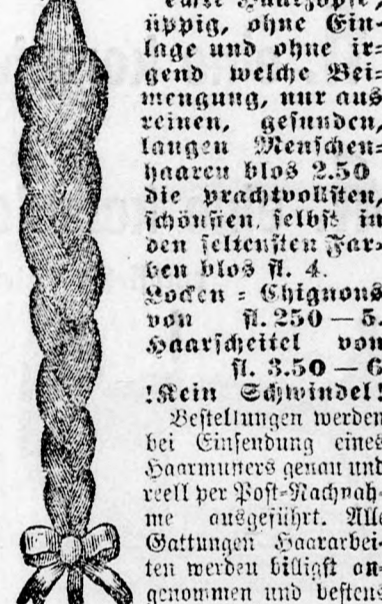 echte Haarzöpfe,
üppig, ohne Ein-
lage und ohne ir-
gend welche Bei-
mengung, nur aus
reinen, gesunden,
langen Menschen-
haaren blos 2.50
die prachtvollsten,
schönsten, selbst in
den seltensten Far-
ben blos fl. 4.
Locken-Chignons
von fl. 250 — 5.
Haarscheitel von
fl. 3.50 — 6
!Kein Schwindel!
Bestellungen werden
bei Einsendung eines
Haarmusters genau und
reell per Post-Nachnah-
me ausgeführt. Alle
Gattungen Haararbei-
ten werden billigst an-
genommen und bestens